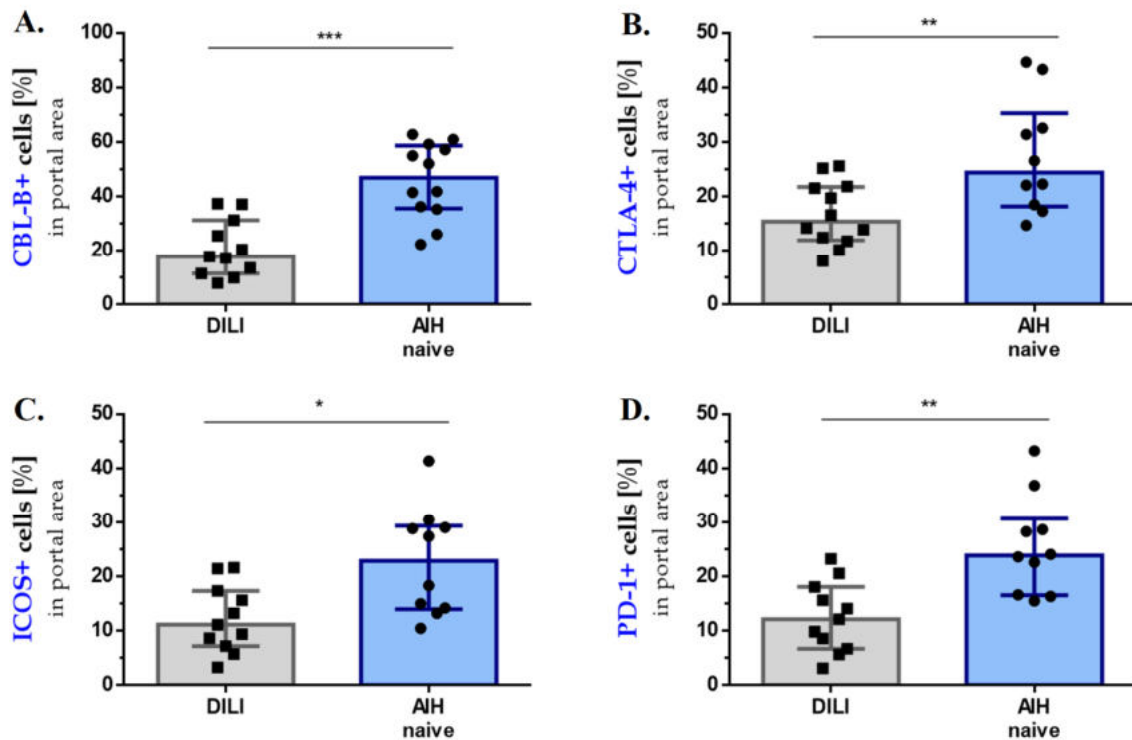 A.
CBL-B+ cells [%]
in portal area
100
80
60
40
20
0
***
DILI
AIH
naive
B.
CTLA-4+ cells [%]
in portal area
50
40
30
20
10
0
**
DILI
AIH
naive
C.
ICOS+ cells [%]
in portal area
50
40
30
20
10
0
*
DILI
AIH
naive
D.
PD-1+ cells [%]
in portal area
50
40
30
20
10
0
**
DILI
AIH
naive